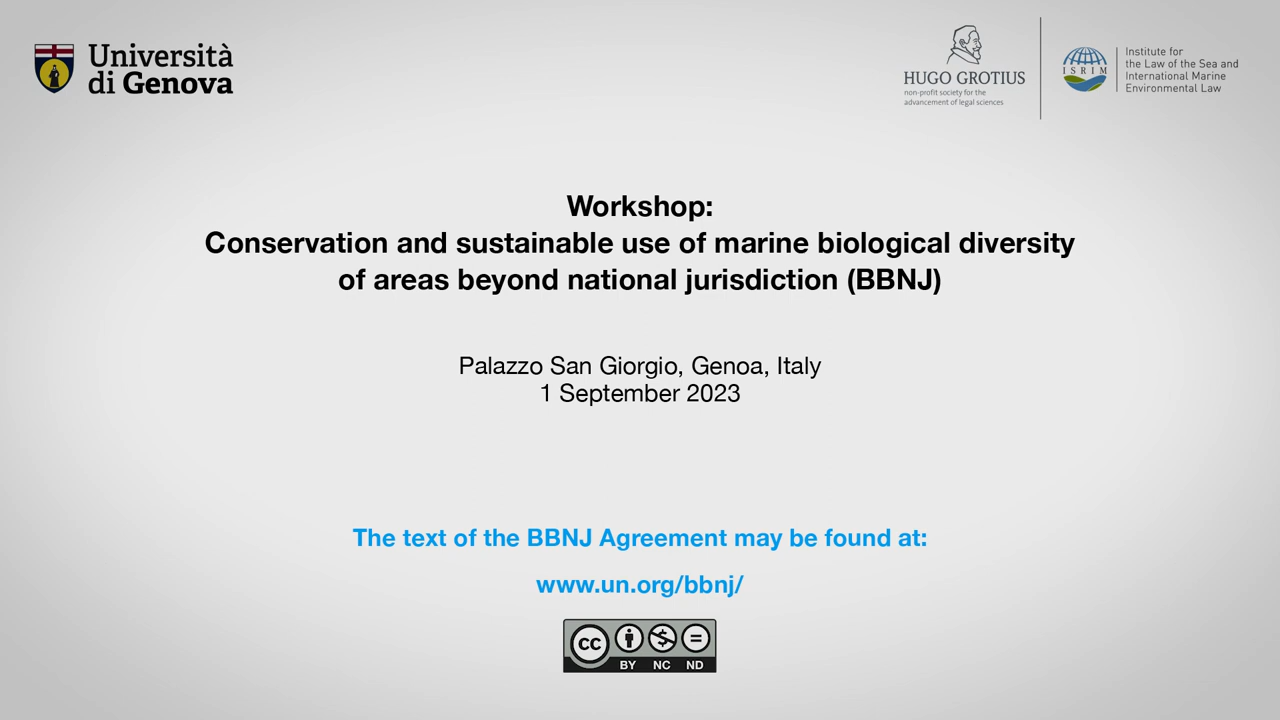 Università
di Genova
HUGO GROTIUS
non-profit society for the
advancement of legal sciences
ISRIM
Institute for
the Law of the Sea and
International Marine
Environmental Law
Workshop:
Conservation and sustainable use of marine biological diversity
of areas beyond national jurisdiction (BBNJ)
Palazzo San Giorgio, Genoa, Italy
1 September 2023
The text of the BBNJ Agreement may be found at:
www.un.org/bbnj/
cc
BY NC ND